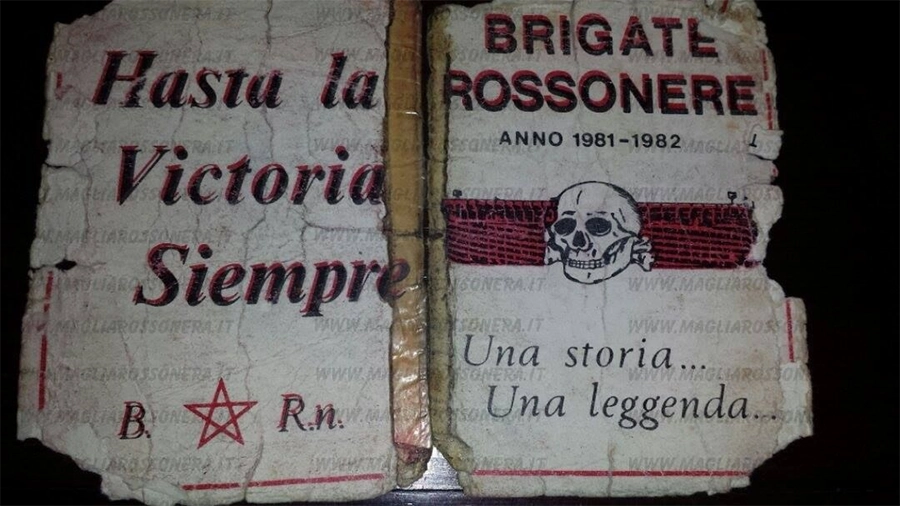 Hasta la
Victoria
Siempre
B. R.n.
BRIGATE
ROSSONERE
ANNO 1981-1982
Una storia...
Una leggenda...
WWW.MAGLIAROSSONERA.IT